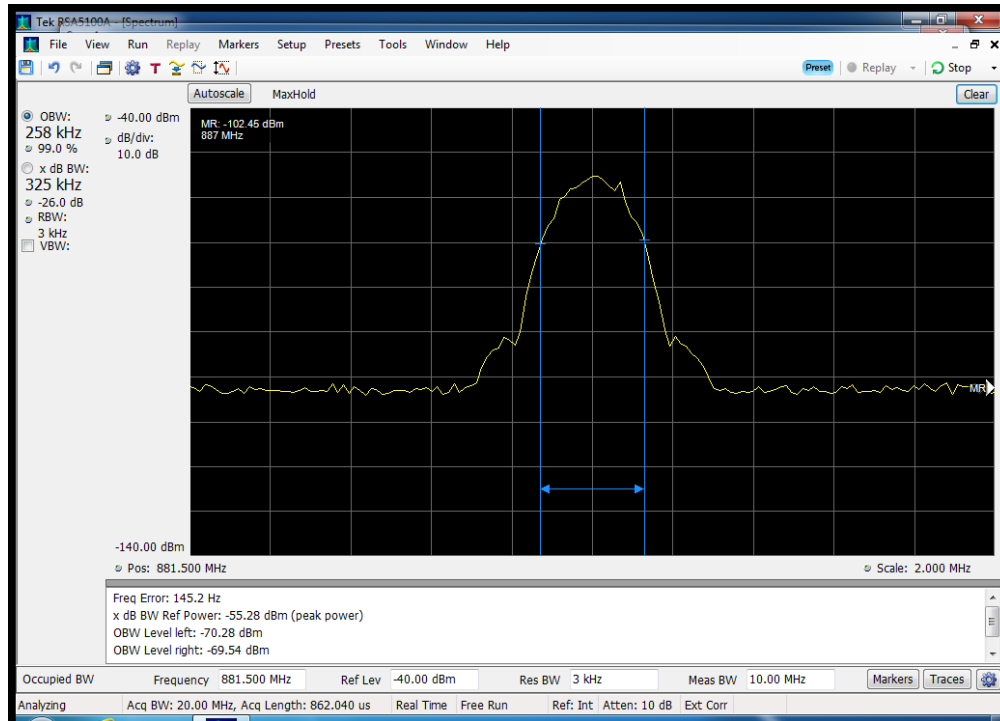 Tek RSA5100A - [Spectrum]
File View Run Replay Markers Setup Presets Tools Window Help
T Preset Replay Stop
Autoscale MaxHold Clear
OBW:
258 kHz
99.0 %
x dB BW:
325 kHz
-26.0 dB
RBW:
3 kHz
VBW:
-40.00 dBm
dB/div:
10.0 dB
MR: -102.45 dBm
887 MHz
MR
-140.00 dBm
Pos: 881.500 MHz Scale: 2.000 MHz
Freq Error: 145.2 Hz
x dB BW Ref Power: -55.28 dBm (peak power)
OBW Level left: -70.28 dBm
OBW Level right: -69.54 dBm
Occupied BW Frequency 881.500 MHz Ref Lev -40.00 dBm Res BW 3 kHz Meas BW 10.00 MHz Markers Traces
Analyzing Acq BW: 20.00 MHz, Acq Length: 862.040 us Real Time Free Run Ref: Int Atten: 10 dB Ext Corr